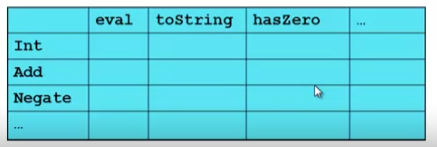 eval toString hasZero …
Int
Add
Negate
…